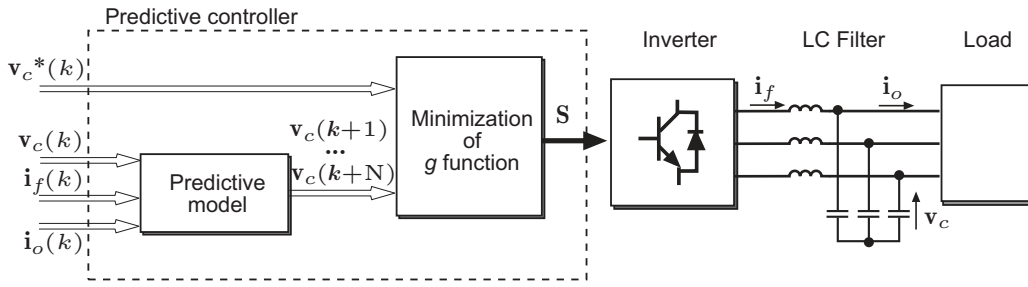 Predictive controller
Inverter
LC Filter
Load
v_c*(k)
v_c(k)
i_f(k)
i_o(k)
Predictive
model
v_c(k+1)
...
v_c(k+N)
Minimization
of
g function
S
i_f
i_o
v_c